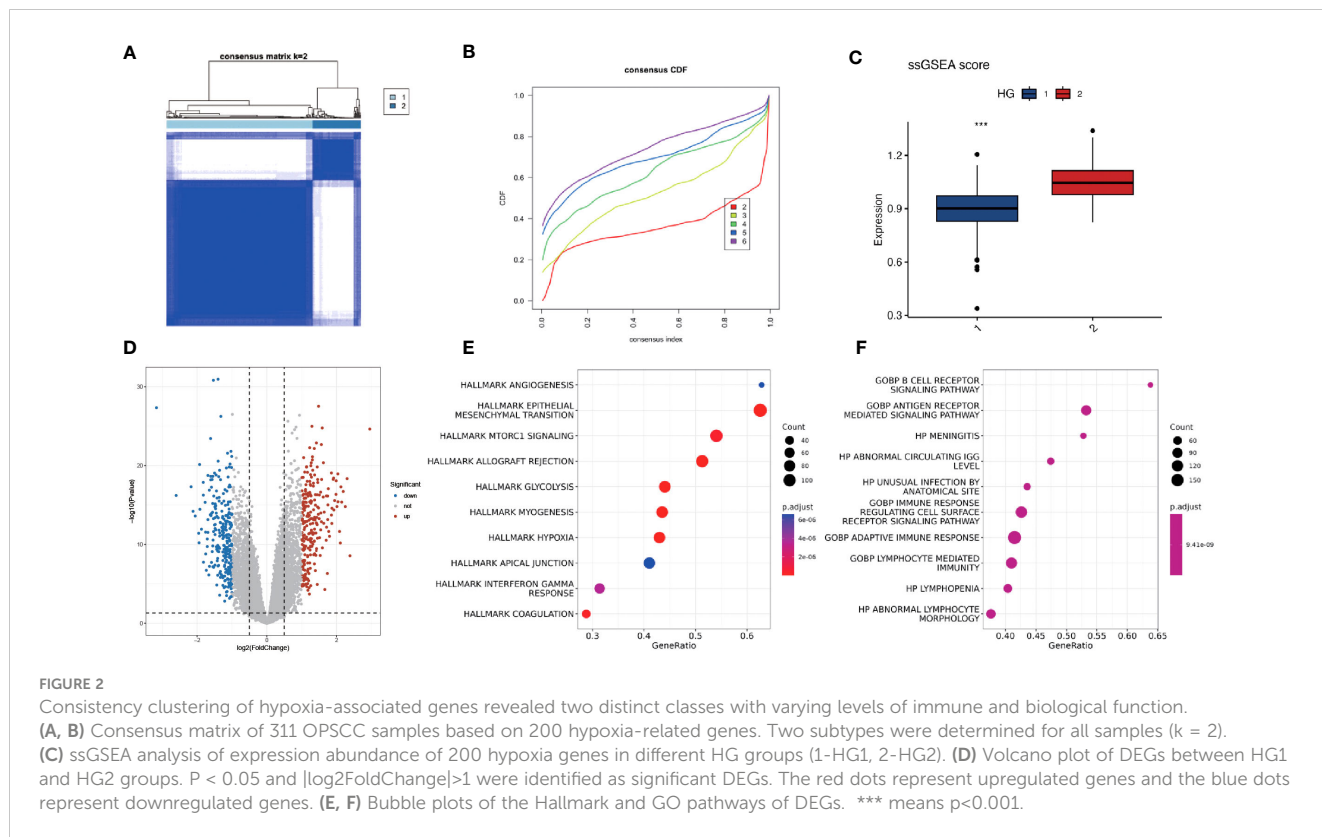 A
consensus matrix k=2
1
2
B
consensus CDF
1.0
0.8
0.6
0.4
0.2
0.0
CDF
2
3
4
5
6
0.0
0.2
0.4
0.6
0.8
1.0
consensus index
C
ssGSEA score
HG 1 2
***
1.2
0.9
0.6
0.3
Expression
1
2
D
30
20
10
0
-log10(Pvalue)
-2
0
2
log2(FoldChange)
Significant
down
not
up
E
HALLMARK ANGIOGENESIS
HALLMARK EPITHELIAL
MESENCHYMAL TRANSITION
HALLMARK MTORC1 SIGNALING
HALLMARK ALLOGRAFT REJECTION
HALLMARK GLYCOLYSIS
HALLMARK MYOGENESIS
HALLMARK HYPOXIA
HALLMARK APICAL JUNCTION
HALLMARK INTERFERON GAMMA
RESPONSE
HALLMARK COAGULATION
0.3
0.4
0.5
0.6
GeneRatio
Count
40
60
80
100
p.adjust
6e-06
4e-06
2e-06
F
GOBP B CELL RECEPTOR
SIGNALING PATHWAY
GOBP ANTIGEN RECEPTOR
MEDIATED SIGNALING PATHWAY
HP MENINGITIS
HP ABNORMAL CIRCULATING IGG
LEVEL
HP UNUSUAL INFECTION BY
ANATOMICAL SITE
GOBP IMMUNE RESPONSE
REGULATING CELL SURFACE
RECEPTOR SIGNALING PATHWAY
GOBP ADAPTIVE IMMUNE RESPONSE
GOBP LYMPHOCYTE MEDIATED
IMMUNITY
HP LYMPHOPENIA
HP ABNORMAL LYMPHOCYTE
MORPHOLOGY
0.40
0.45
0.50
0.55
0.60
0.65
GeneRatio
Count
60
90
120
150
p.adjust
9.41e-09
FIGURE 2
Consistency clustering of hypoxia-associated genes revealed two distinct classes with varying levels of immune and biological function.
(A, B) Consensus matrix of 311 OPSCC samples based on 200 hypoxia-related genes. Two subtypes were determined for all samples (k = 2).
(C) ssGSEA analysis of expression abundance of 200 hypoxia genes in different HG groups (1-HG1, 2-HG2). (D) Volcano plot of DEGs between HG1
and HG2 groups. P < 0.05 and |log2FoldChange|>1 were identified as significant DEGs. The red dots represent upregulated genes and the blue dots
represent downregulated genes. (E, F) Bubble plots of the Hallmark and GO pathways of DEGs. *** means p<0.001.